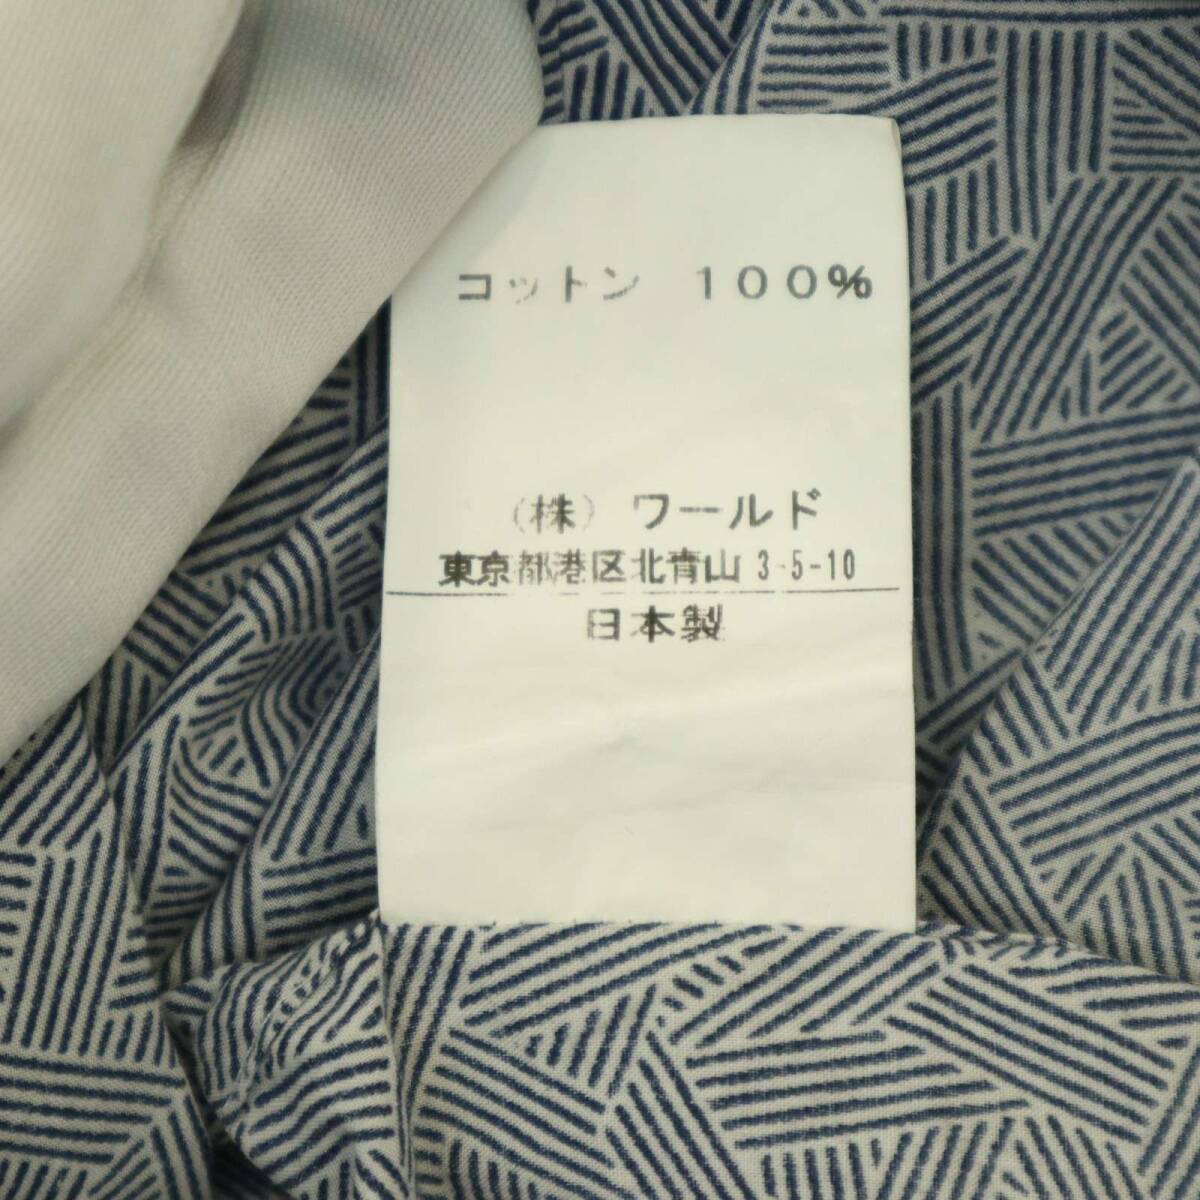 コットン １００％
（株）ワールド
東京都港区北青山 3-5-10
日本製